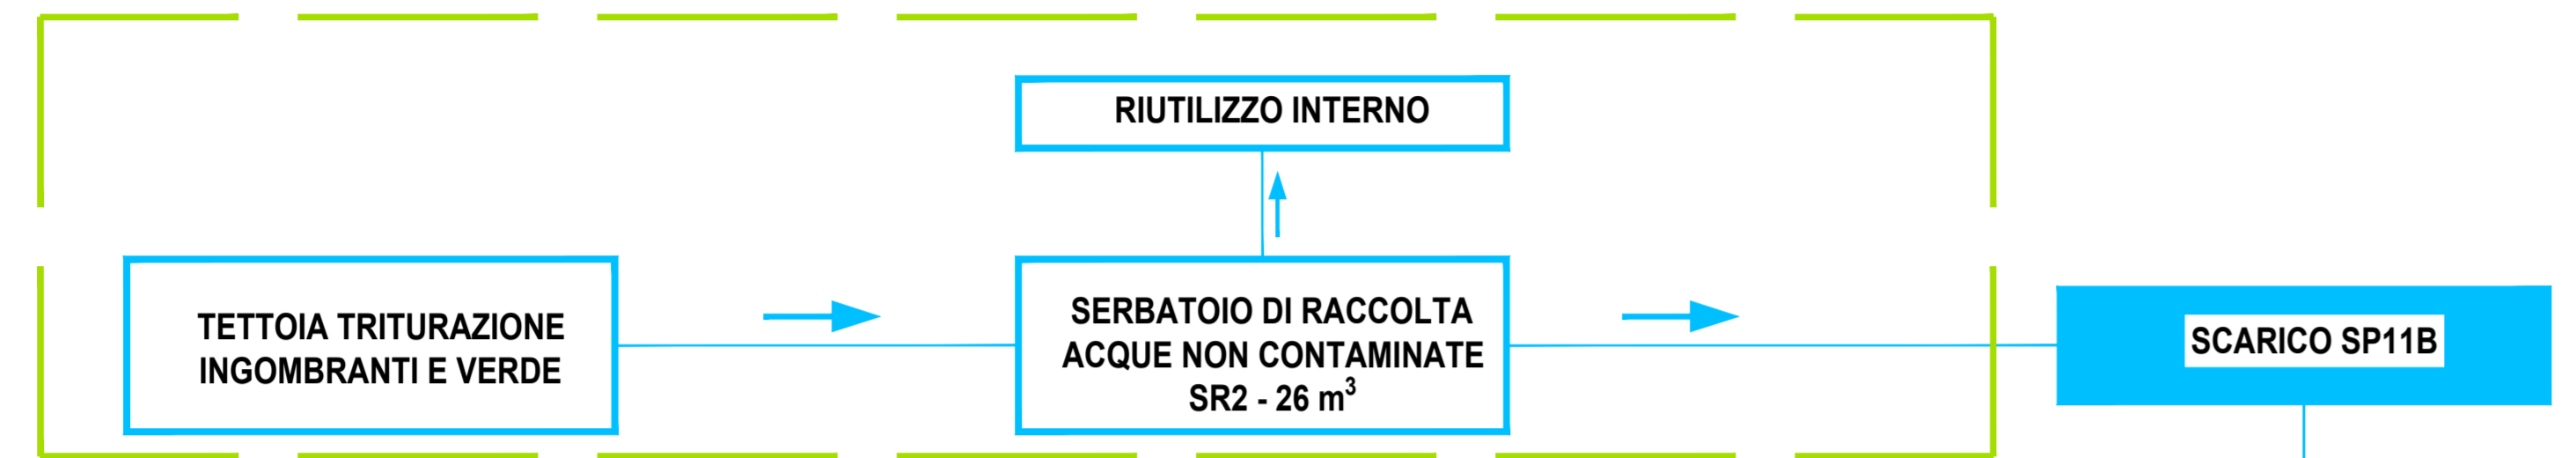 RIUTILIZZO INTERNO
TETTOIA TRITURAZIONE
INGOMBRANTI E VERDE
SERBATOIO DI RACCOLTA
ACQUE NON CONTAMINATE
SR2 - 26 m³
SCARICO SP11B